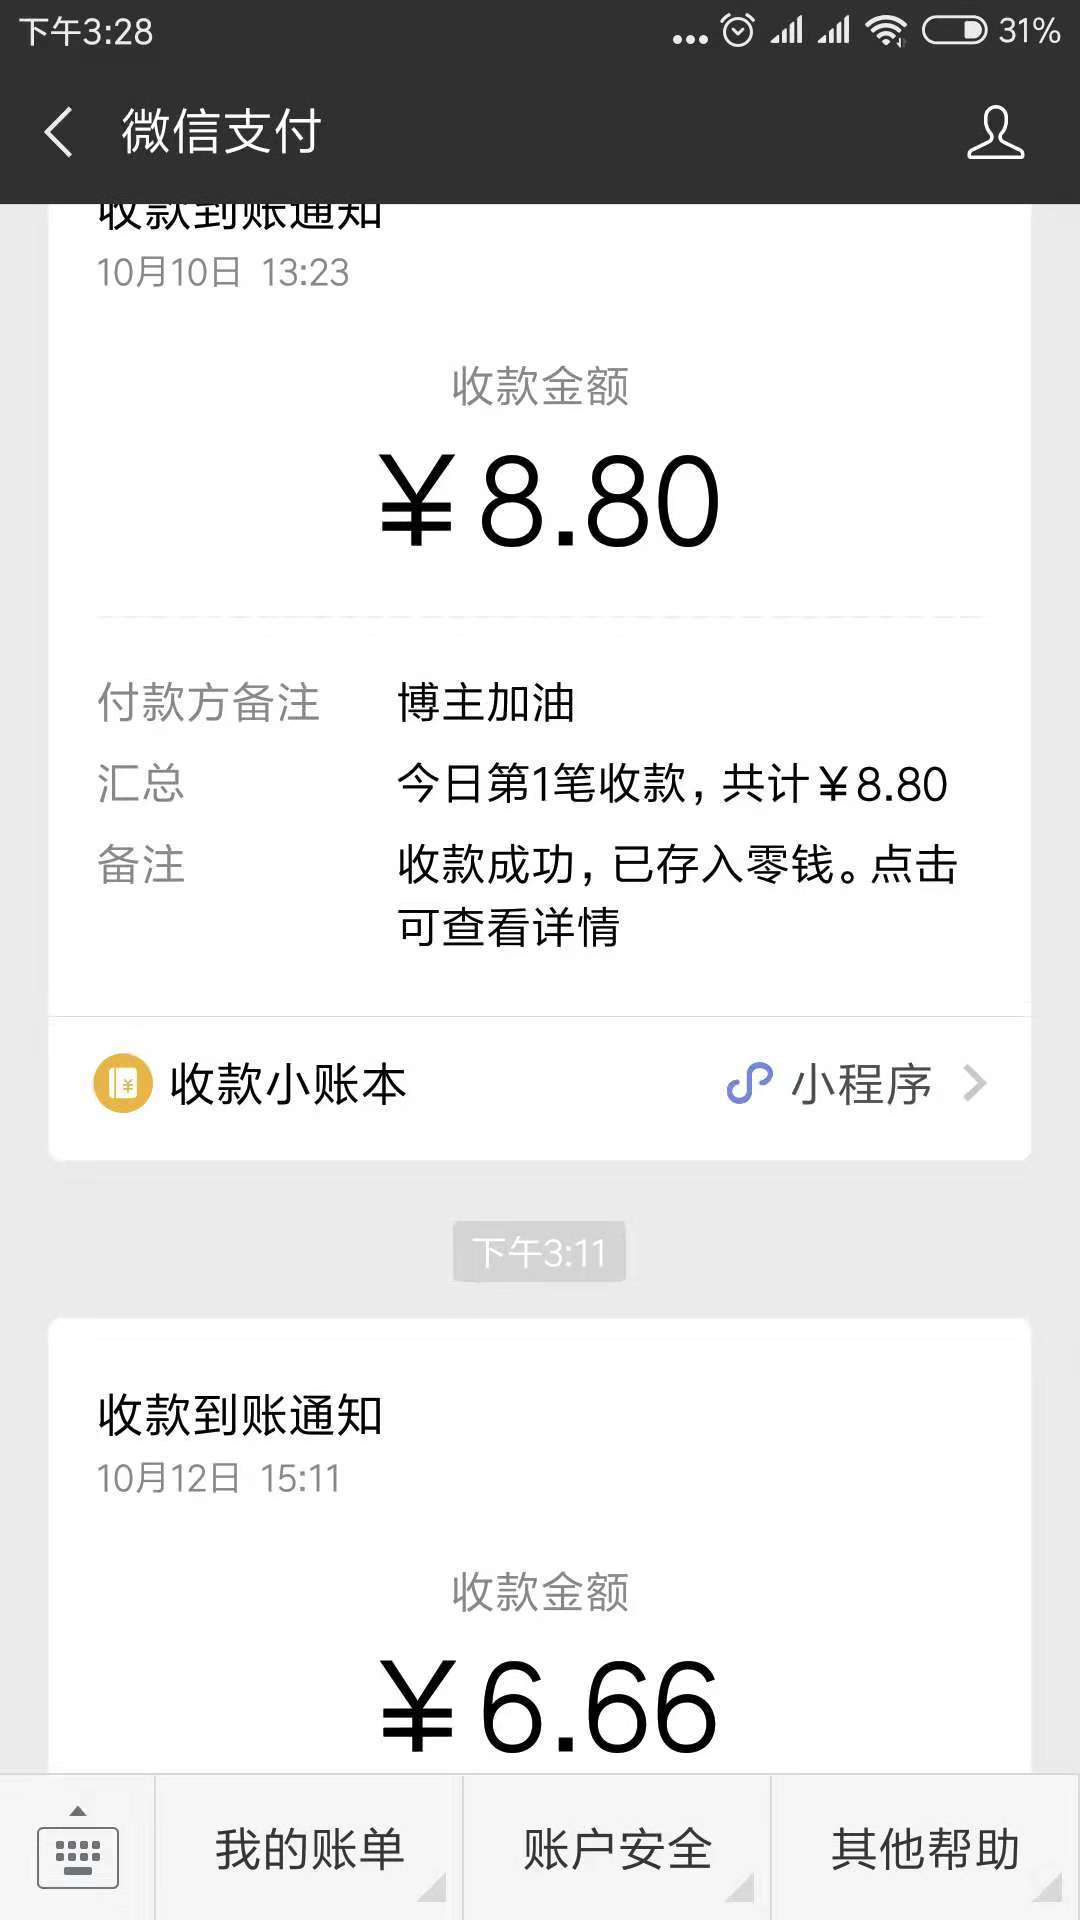 下午3:28
31%
微信支付
收款到账通知
10月10日 13:23
收款金额
¥8.80
付款方备注 博主加油
汇总 今日第1笔收款，共计¥8.80
备注 收款成功，已存入零钱。点击
可查看详情
收款小账本 小程序
下午3:11
收款到账通知
10月12日 15:11
收款金额
¥6.66
我的账单 账户安全 其他帮助